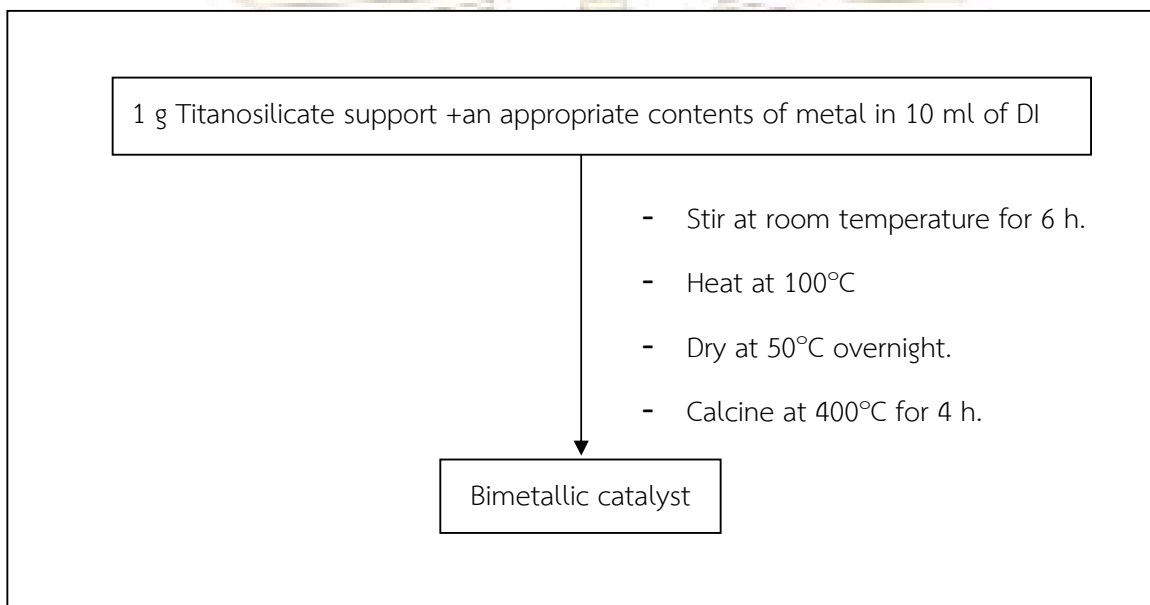 1 g Titanosilicate support +an appropriate contents of metal in 10 ml of DI
- Stir at room temperature for 6 h.
- Heat at 100°C
- Dry at 50°C overnight.
- Calcine at 400°C for 4 h.
Bimetallic catalyst